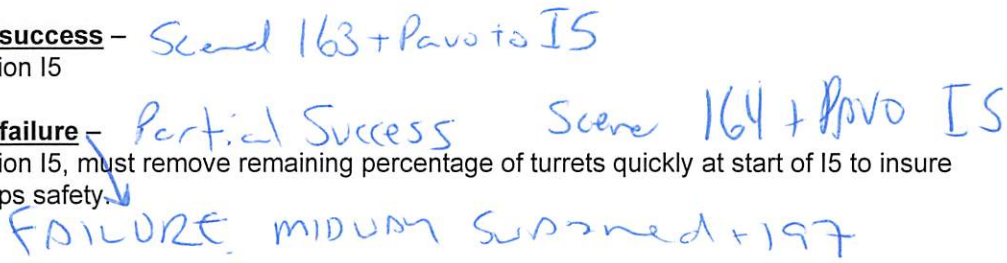 success – Scend 163 + Pavo to I5
ion I5
failure – Partial Success Scene 164 + PAVO I5
ion I5, must remove remaining percentage of turrets quickly at start of I5 to insure
ps safety.
FAILURE MIDWAY + 197